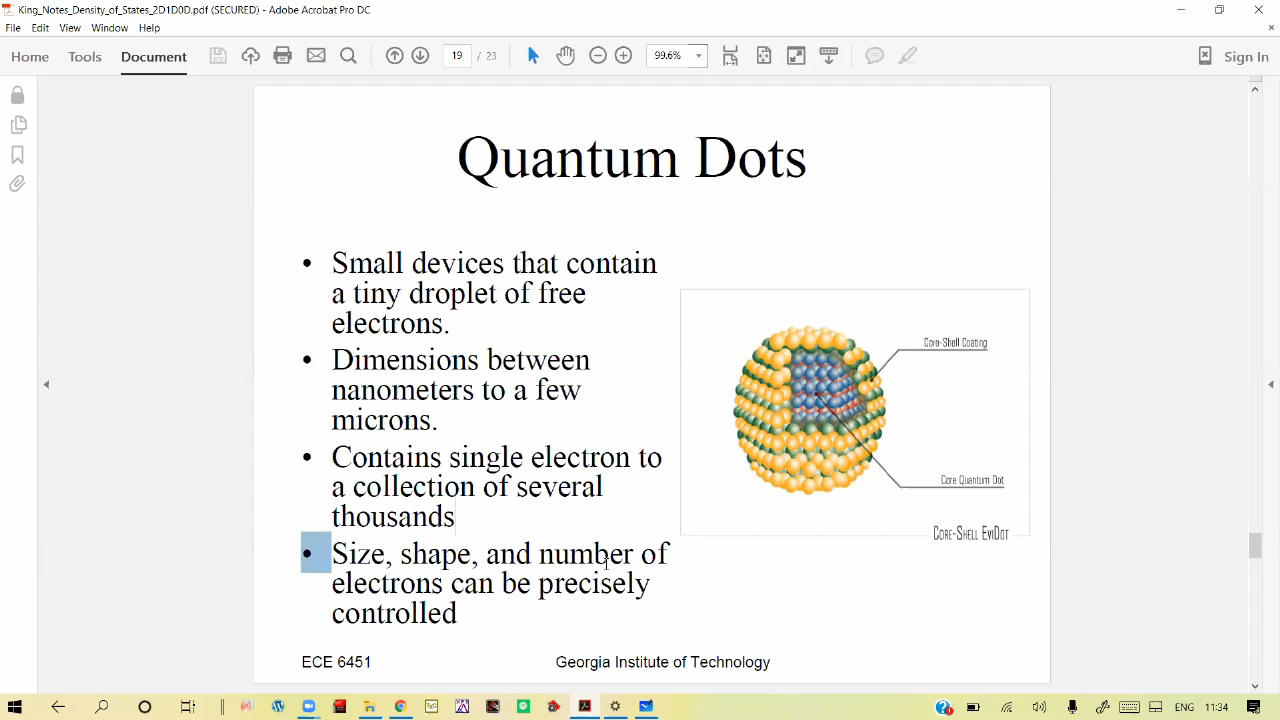 King_Notes_Density_of_States_2D1D0D.pdf (SECURED) - Adobe Acrobat Pro DC
File Edit View Window Help
Home Tools Document 19 / 23 99.6% Sign In
Quantum Dots
• Small devices that contain
a tiny droplet of free
electrons.
• Dimensions between
nanometers to a few
microns.
• Contains single electron to
a collection of several
thousands
• Size, shape, and number of
electrons can be precisely
controlled
Core-Shell Coating
Core Quantum Dot
Core-Shell EviDot
ECE 6451 Georgia Institute of Technology
ENG 11:34